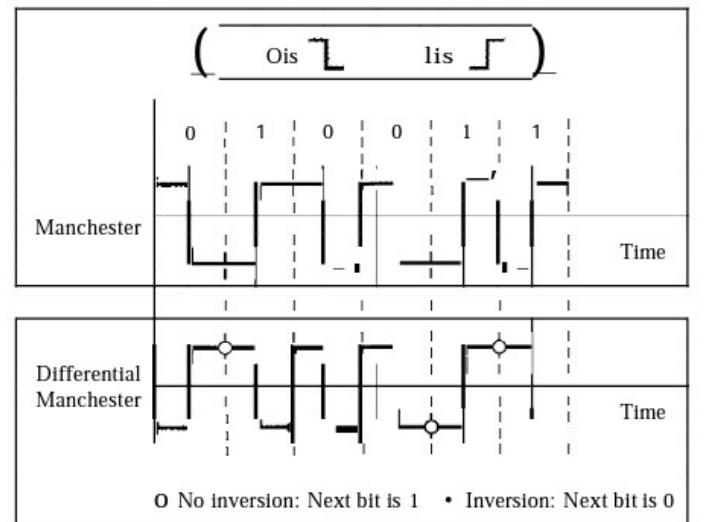 ( Ois lis )
0 1 0 0 1 1
Manchester
Time
Differential
Manchester
Time
O No inversion: Next bit is 1 • Inversion: Next bit is 0